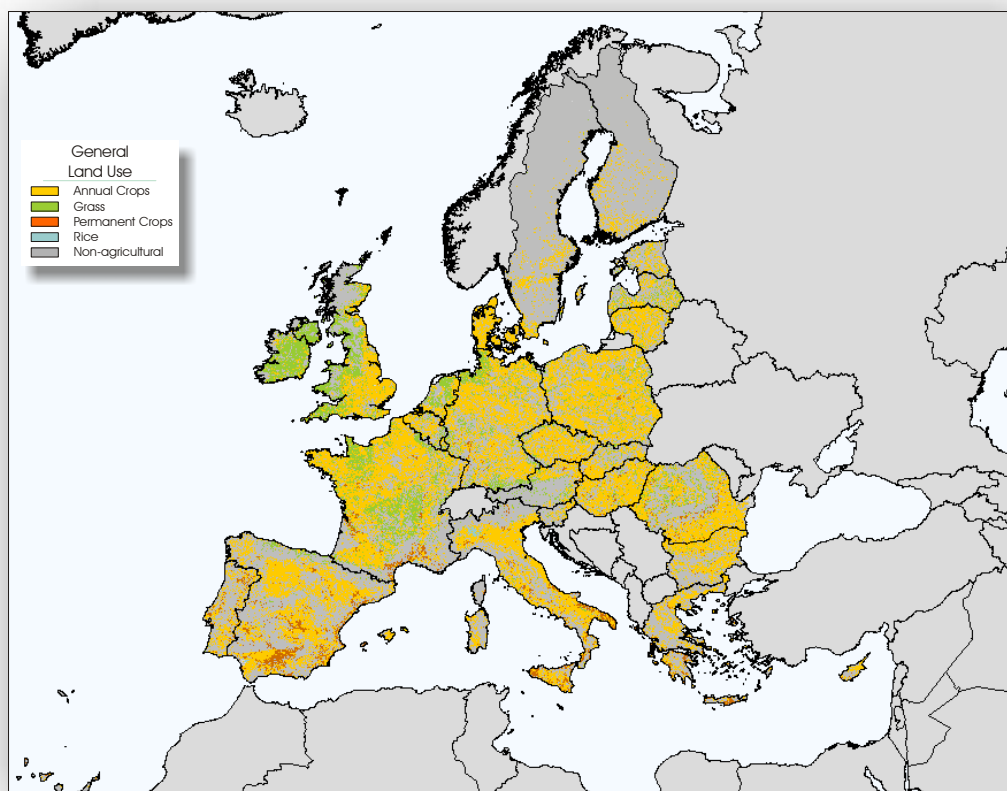 General
Land Use
Annual Crops
Grass
Permanent Crops
Rice
Non-agricultural